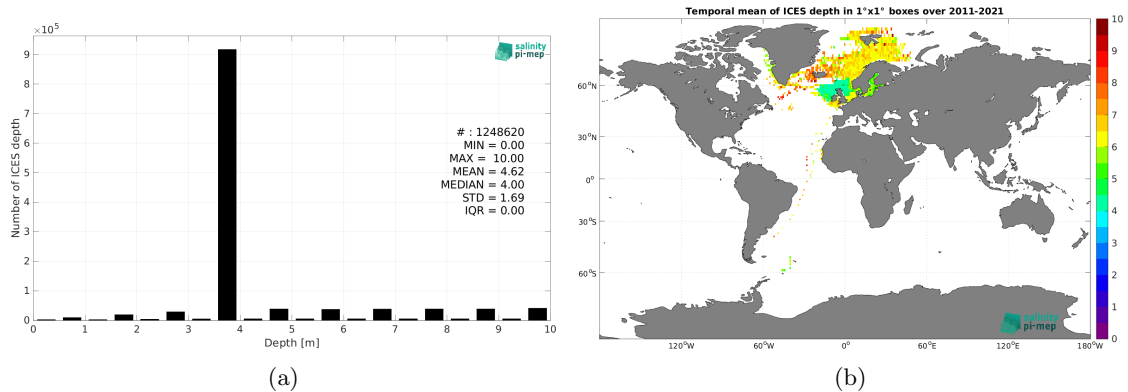 ×10⁵
9
8
7
6
5
4
3
2
1
0
Number of ICES depth
0 1 2 3 4 5 6 7 8 9 10
Depth [m]
salinity
pi-mep
# : 1248620
MIN = 0.00
MAX = 10.00
MEAN = 4.62
MEDIAN = 4.00
STD = 1.69
IQR = 0.00
(a)
Temporal mean of ICES depth in 1°x1° boxes over 2011-2021
60°N
30°N
0°
30°S
60°S
120°W 60°W 0° 60°E 120°E 180°W
10
9
8
7
6
5
4
3
2
1
0
salinity
pi-mep
(b)